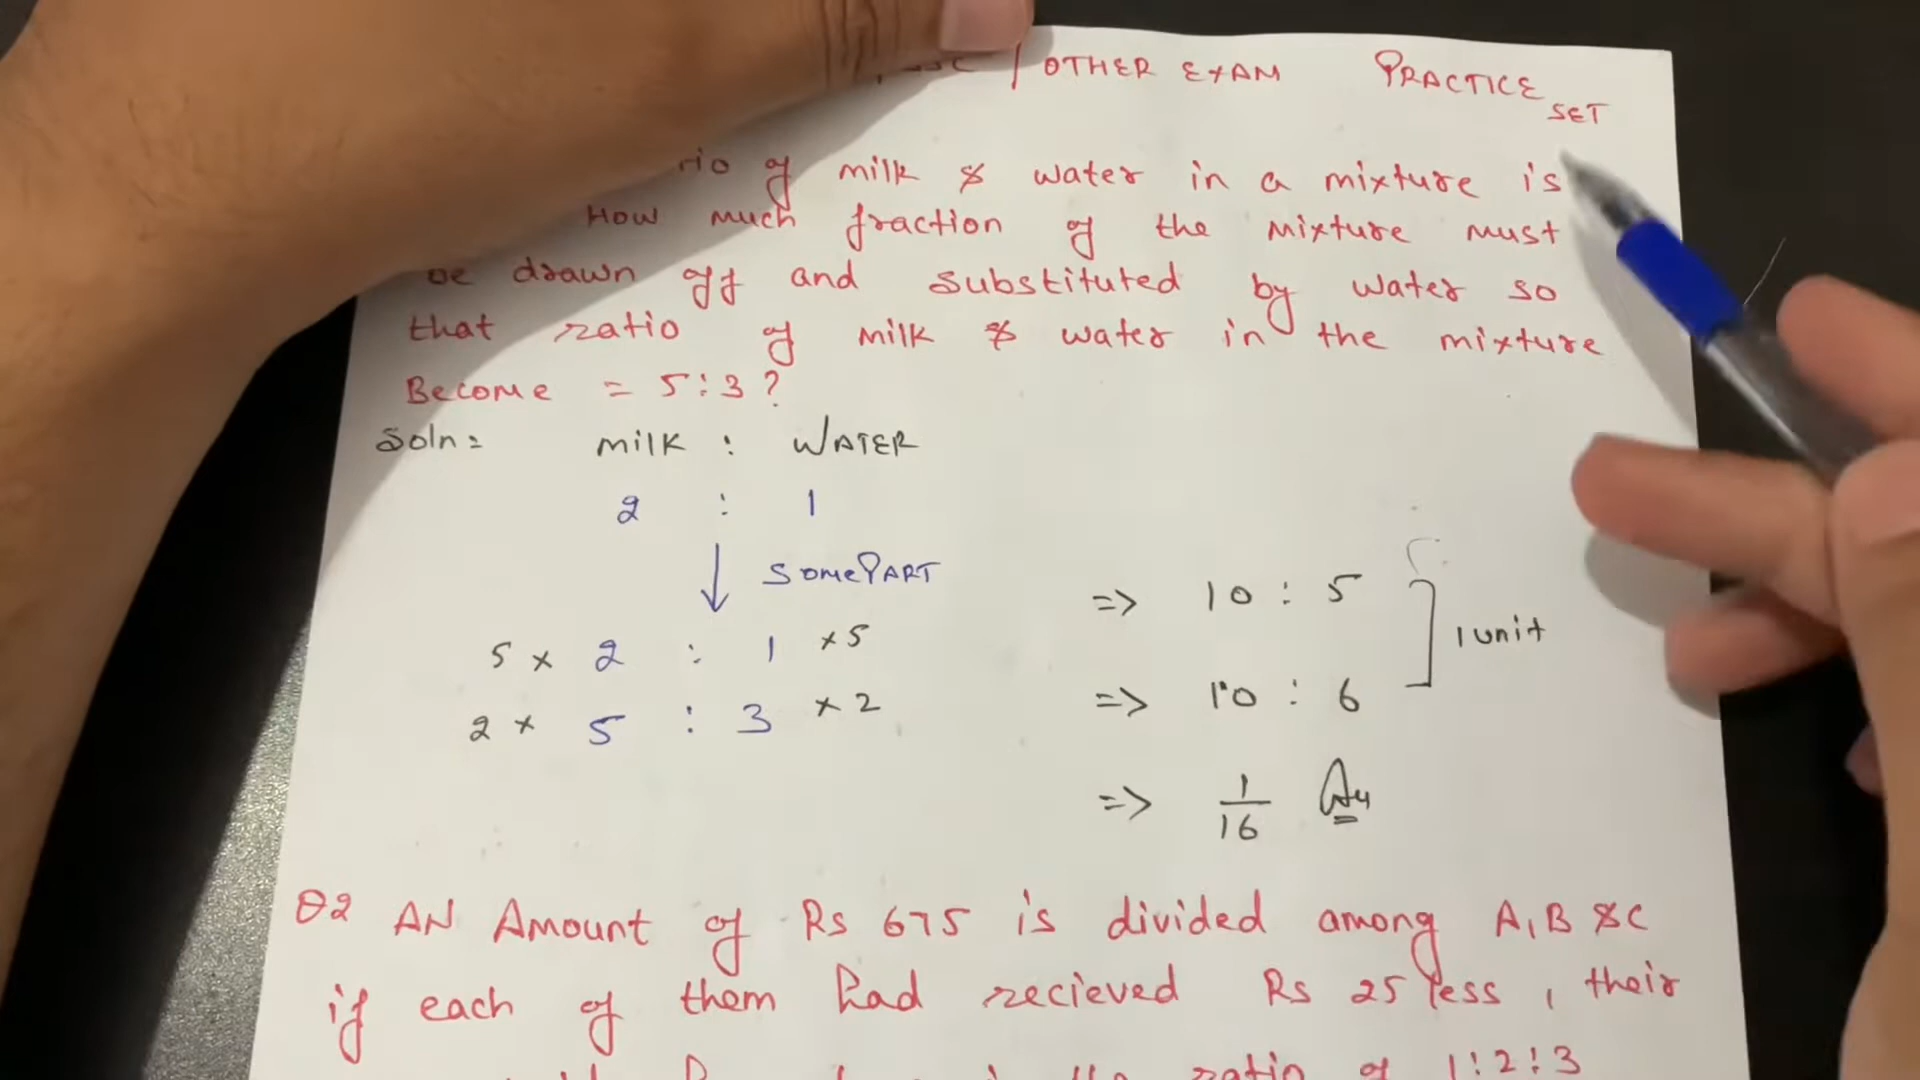 / OTHER EXAM PRACTICE SET
of milk & water in a mixture is
How much fraction of the mixture must
be drawn off and substituted by water so
that ratio of milk & water in the mixture
Become = 5:3?
Soln= milk : WATER
2 : 1
↓ Some PART
5 × 2 : 1 ×5
2 × 5 : 3 ×2
=> 10 : 5
1 unit
=> 10 : 6
=> 1/16
Q2 AN Amount of Rs 675 is divided among A, B & C
if each of them had recieved Rs 25 less, their
ratio of 1:2:3